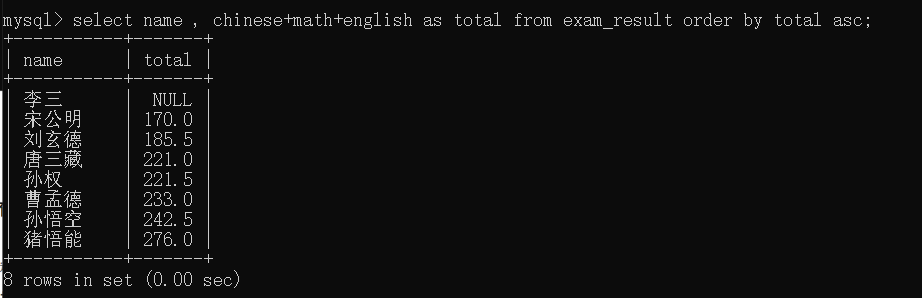 mysql> select name , chinese+math+english as total from exam_result order by total asc;
+-----------+-------+
| name      | total |
+-----------+-------+
| 李三      |  NULL |
| 宋公明    | 170.0 |
| 刘玄德    | 185.5 |
| 唐三藏    | 221.0 |
| 孙权      | 221.5 |
| 曹孟德    | 233.0 |
| 孙悟空    | 242.5 |
| 猪悟能    | 276.0 |
+-----------+-------+
8 rows in set (0.00 sec)